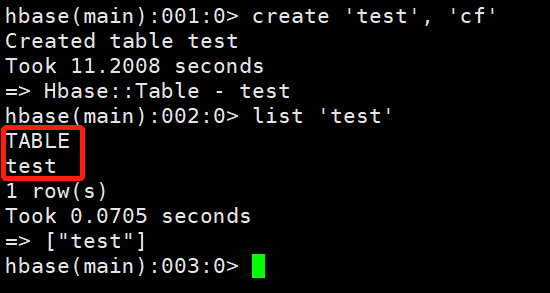 hbase(main):001:0> create 'test', 'cf'
Created table test
Took 11.2008 seconds
=> Hbase::Table - test
hbase(main):002:0> list 'test'
TABLE
test
1 row(s)
Took 0.0705 seconds
=> ["test"]
hbase(main):003:0>